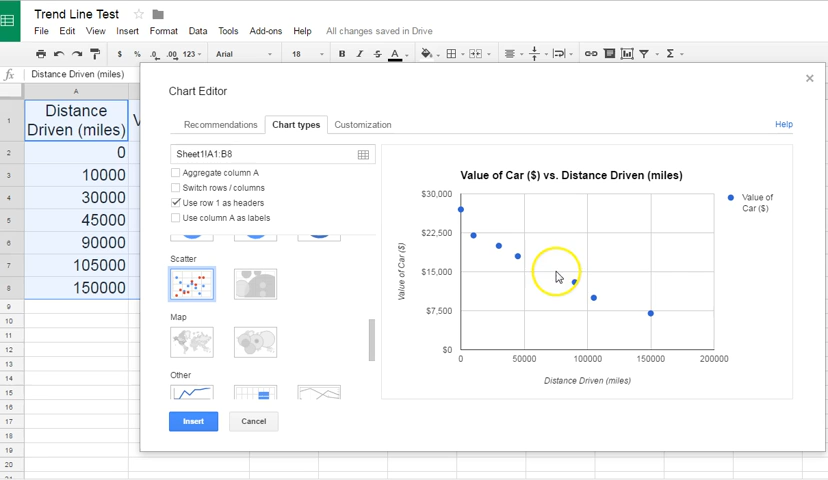 Trend Line Test
File Edit View Insert Format Data Tools Add-ons Help All changes saved in Drive
$ % .0 .00 123 Arial 18 B I S A Σ
fx Distance Driven (miles)
A
1 Distance
Driven (miles) V
2 0
3 10000
4 30000
5 45000
6 90000
7 105000
8 150000
9
10
11
12
13
14
15
16
17
18
19
20
Chart Editor
Recommendations Chart types Customization Help
Sheet1!A1:B8
Aggregate column A
Switch rows / columns
Use row 1 as headers
Use column A as labels
Scatter
Map
Other
Insert Cancel
Value of Car ($) vs. Distance Driven (miles)
Value of Car ($)
$30,000
$22,500
$15,000
$7,500
$0
0 50000 100000 150000 200000
Distance Driven (miles)
Value of
Car ($)